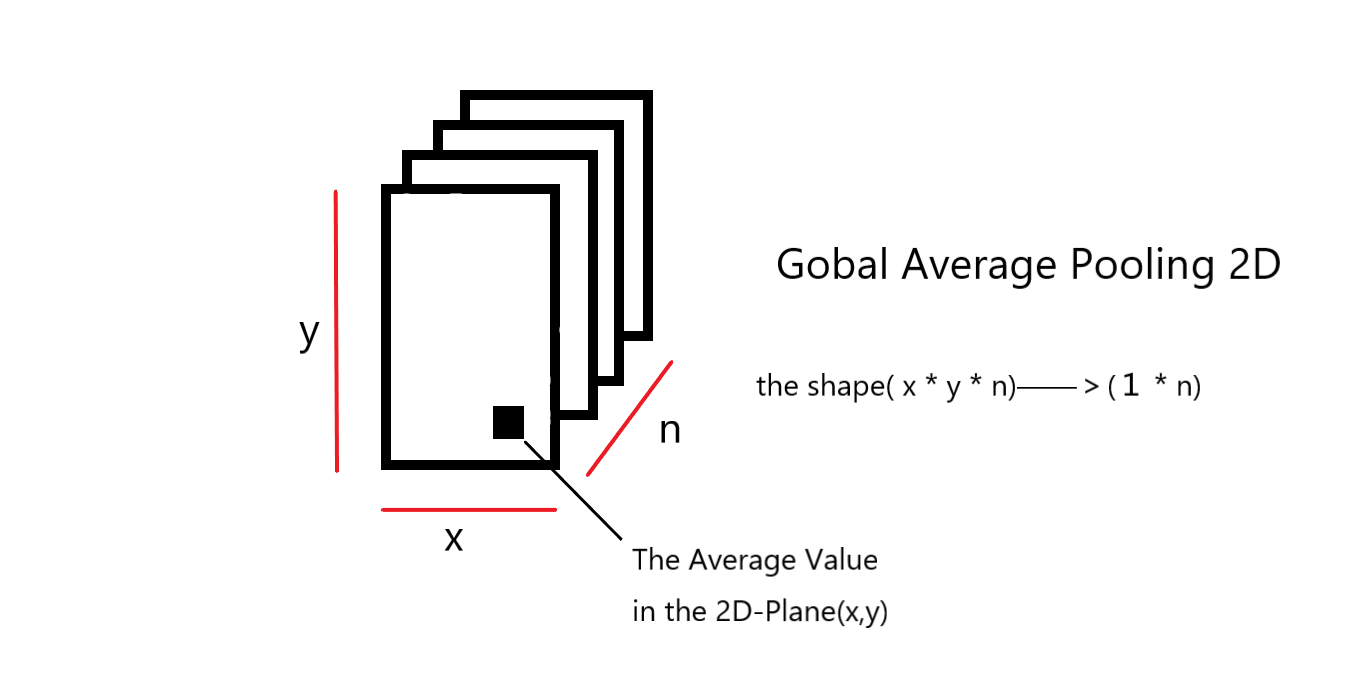 Gobal Average Pooling 2D
y
the shape( x * y * n)——> ( 1 * n)
n
x
The Average Value
in the 2D-Plane(x,y)